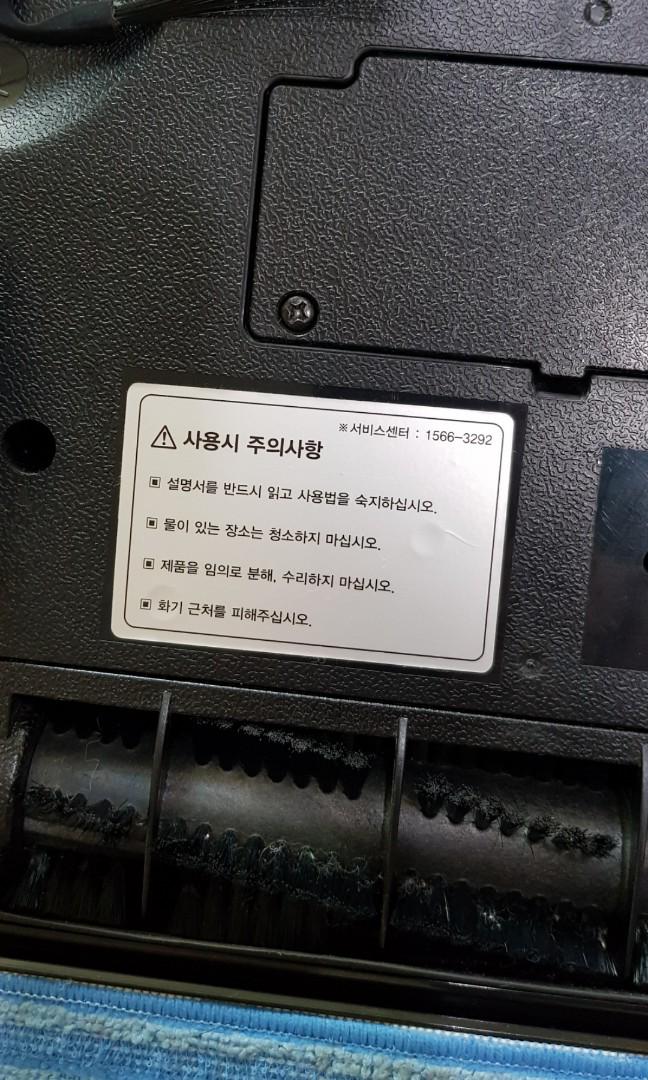 ※서비스센터 : 1566-3292
⚠ 사용시 주의사항
▣ 설명서를 반드시 읽고 사용법을 숙지하십시오.
▣ 물이 있는 장소는 청소하지 마십시오.
▣ 제품을 임의로 분해, 수리하지 마십시오.
▣ 화기 근처를 피해주십시오.